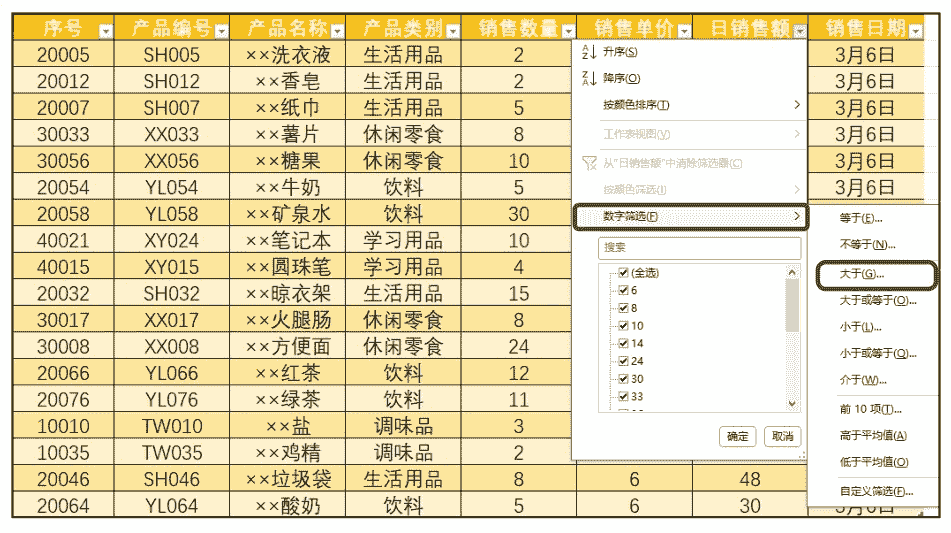 序号 产品编号 产品名称 产品类别 销售数量 销售单价 日销售额 销售日期
20005 SH005 ××洗衣液 生活用品 2 3月6日
20012 SH012 ××香皂 生活用品 2 3月6日
20007 SH007 ××纸巾 生活用品 5 3月6日
30033 XX033 ××薯片 休闲零食 8 3月6日
30056 XX056 ××糖果 休闲零食 10 3月6日
20054 YL054 ××牛奶 饮料 5 3月6日
20058 YL058 ××矿泉水 饮料 30
40021 XY024 ××笔记本 学习用品 10
40015 XY015 ××圆珠笔 学习用品 4
20032 SH032 ××晾衣架 生活用品 15
30017 XX017 ××火腿肠 休闲零食 8
30008 XX008 ××方便面 休闲零食 24
20066 YL066 ××红茶 饮料 12
20076 YL076 ××绿茶 饮料 11
10010 TW010 ××盐 调味品 3
10035 TW035 ××鸡精 调味品 2
20046 SH046 ××垃圾袋 生活用品 8 6 48
20064 YL064 ××酸奶 饮料 5 6 30 3月6日
升序(S)
降序(O)
按颜色排序(T)
工作表视图(V)
从"日销售额"中清除筛选器(C)
按颜色筛选(I)
数字筛选(F)
搜索
(全选)
6
8
10
14
24
30
33
确定 取消
等于(E)...
不等于(N)...
大于(G)...
大于或等于(O)...
小于(L)...
小于或等于(Q)...
介于(W)...
前 10 项(T)...
高于平均值(A)
低于平均值(O)
自定义筛选(F)...